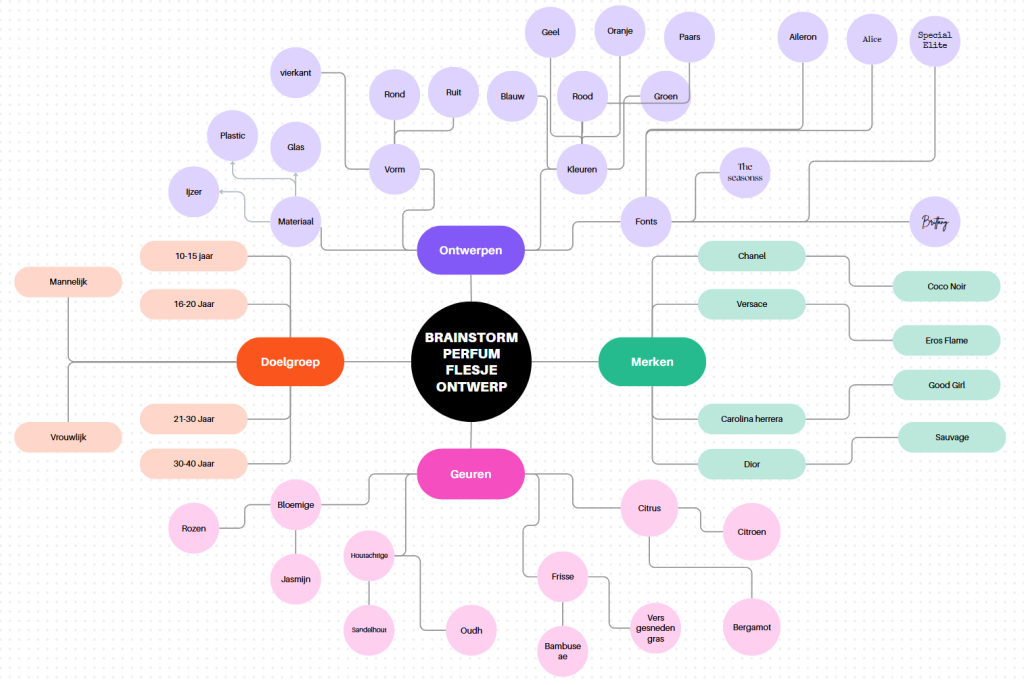 Geel
Oranje
Paars
Aileron
Alice
Special
Elite
vierkant
Rond
Ruit
Blauw
Rood
Groen
Plastic
Glas
Vorm
Kleuren
The
seasonss
Ijzer
Materiaal
Fonts
Brittany
Ontwerpen
10-15 jaar
Chanel
Mannelijk
Coco Noir
16-20 Jaar
Versace
BRAINSTORM
PERFUM
FLESJE
ONTWERP
Eros Flame
Doelgroep
Merken
Good Girl
21-30 Jaar
Carolina herrera
Vrouwlijk
Sauvage
30-40 Jaar
Dior
Geuren
Bloemige
Citrus
Rozen
Citroen
Houtachtige
Jasmijn
Frisse
Sandelhout
Oudh
Vers
gesneden
gras
Bergamot
Bambuse
ae